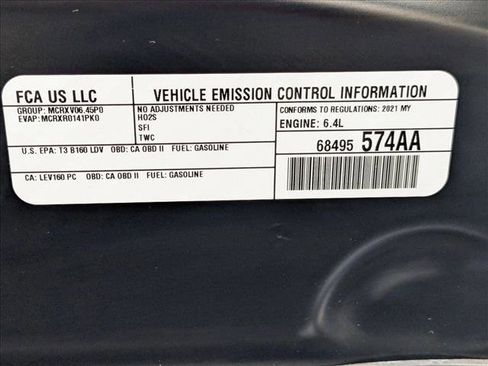 FCA US LLC
GROUP: MCRXV06.45P0
EVAP: MCRXR0141PK0
VEHICLE EMISSION CONTROL INFORMATION
NO ADJUSTMENTS NEEDED
HO2S
SFI
TWC
CONFORMS TO REGULATIONS: 2021 MY
ENGINE: 6.4L
U.S. EPA: T3 B160 LDV OBD: CA OBD II FUEL: GASOLINE
68495 574AA
CA: LEV160 PC OBD: CA OBD II FUEL: GASOLINE